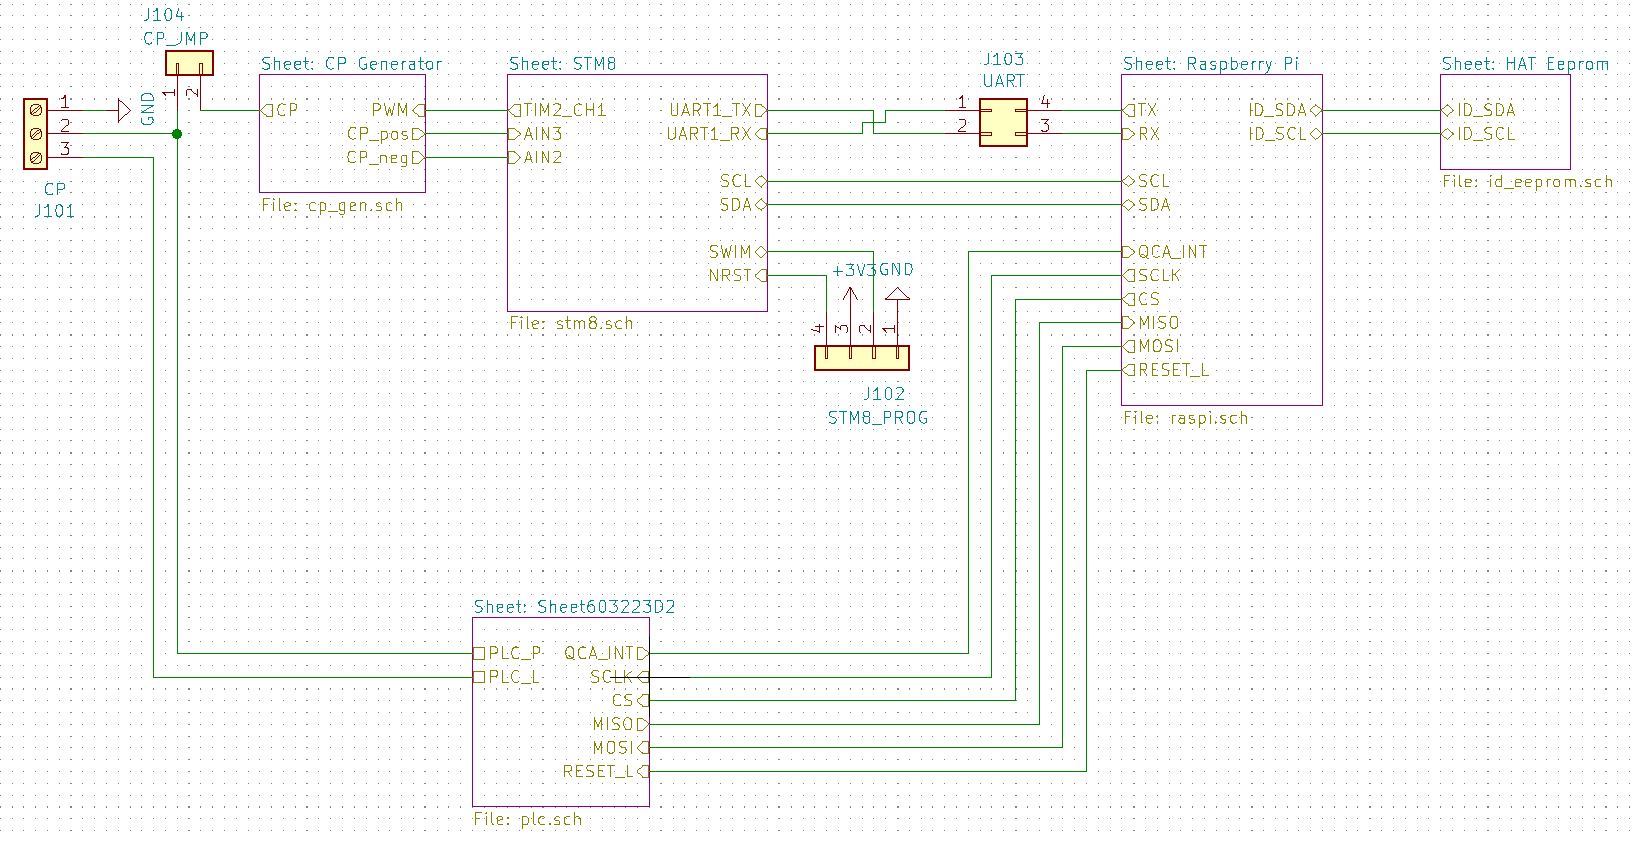 J104
CP_JMP
1
2
GND
1
2
3
CP
J101
Sheet: CP Generator
CP
PWM
CP_pos
CP_neg
File: cp_gen.sch
Sheet: STM8
TIM2_CH1
AIN3
AIN2
UART1_TX
UART1_RX
SCL
SDA
SWIM
NRST
File: stm8.sch
J103
UART
1
2
4
3
+3V3
GND
4
3
2
1
J102
STM8_PROG
Sheet: Raspberry Pi
TX
RX
SCL
SDA
QCA_INT
SCLK
CS
MISO
MOSI
RESET_L
ID_SDA
ID_SCL
File: raspi.sch
Sheet: HAT Eeprom
ID_SDA
ID_SCL
File: id_eeprom.sch
Sheet: Sheet603223D2
PLC_P
PLC_L
QCA_INT
SCLK
CS
MISO
MOSI
RESET_L
File: plc.sch